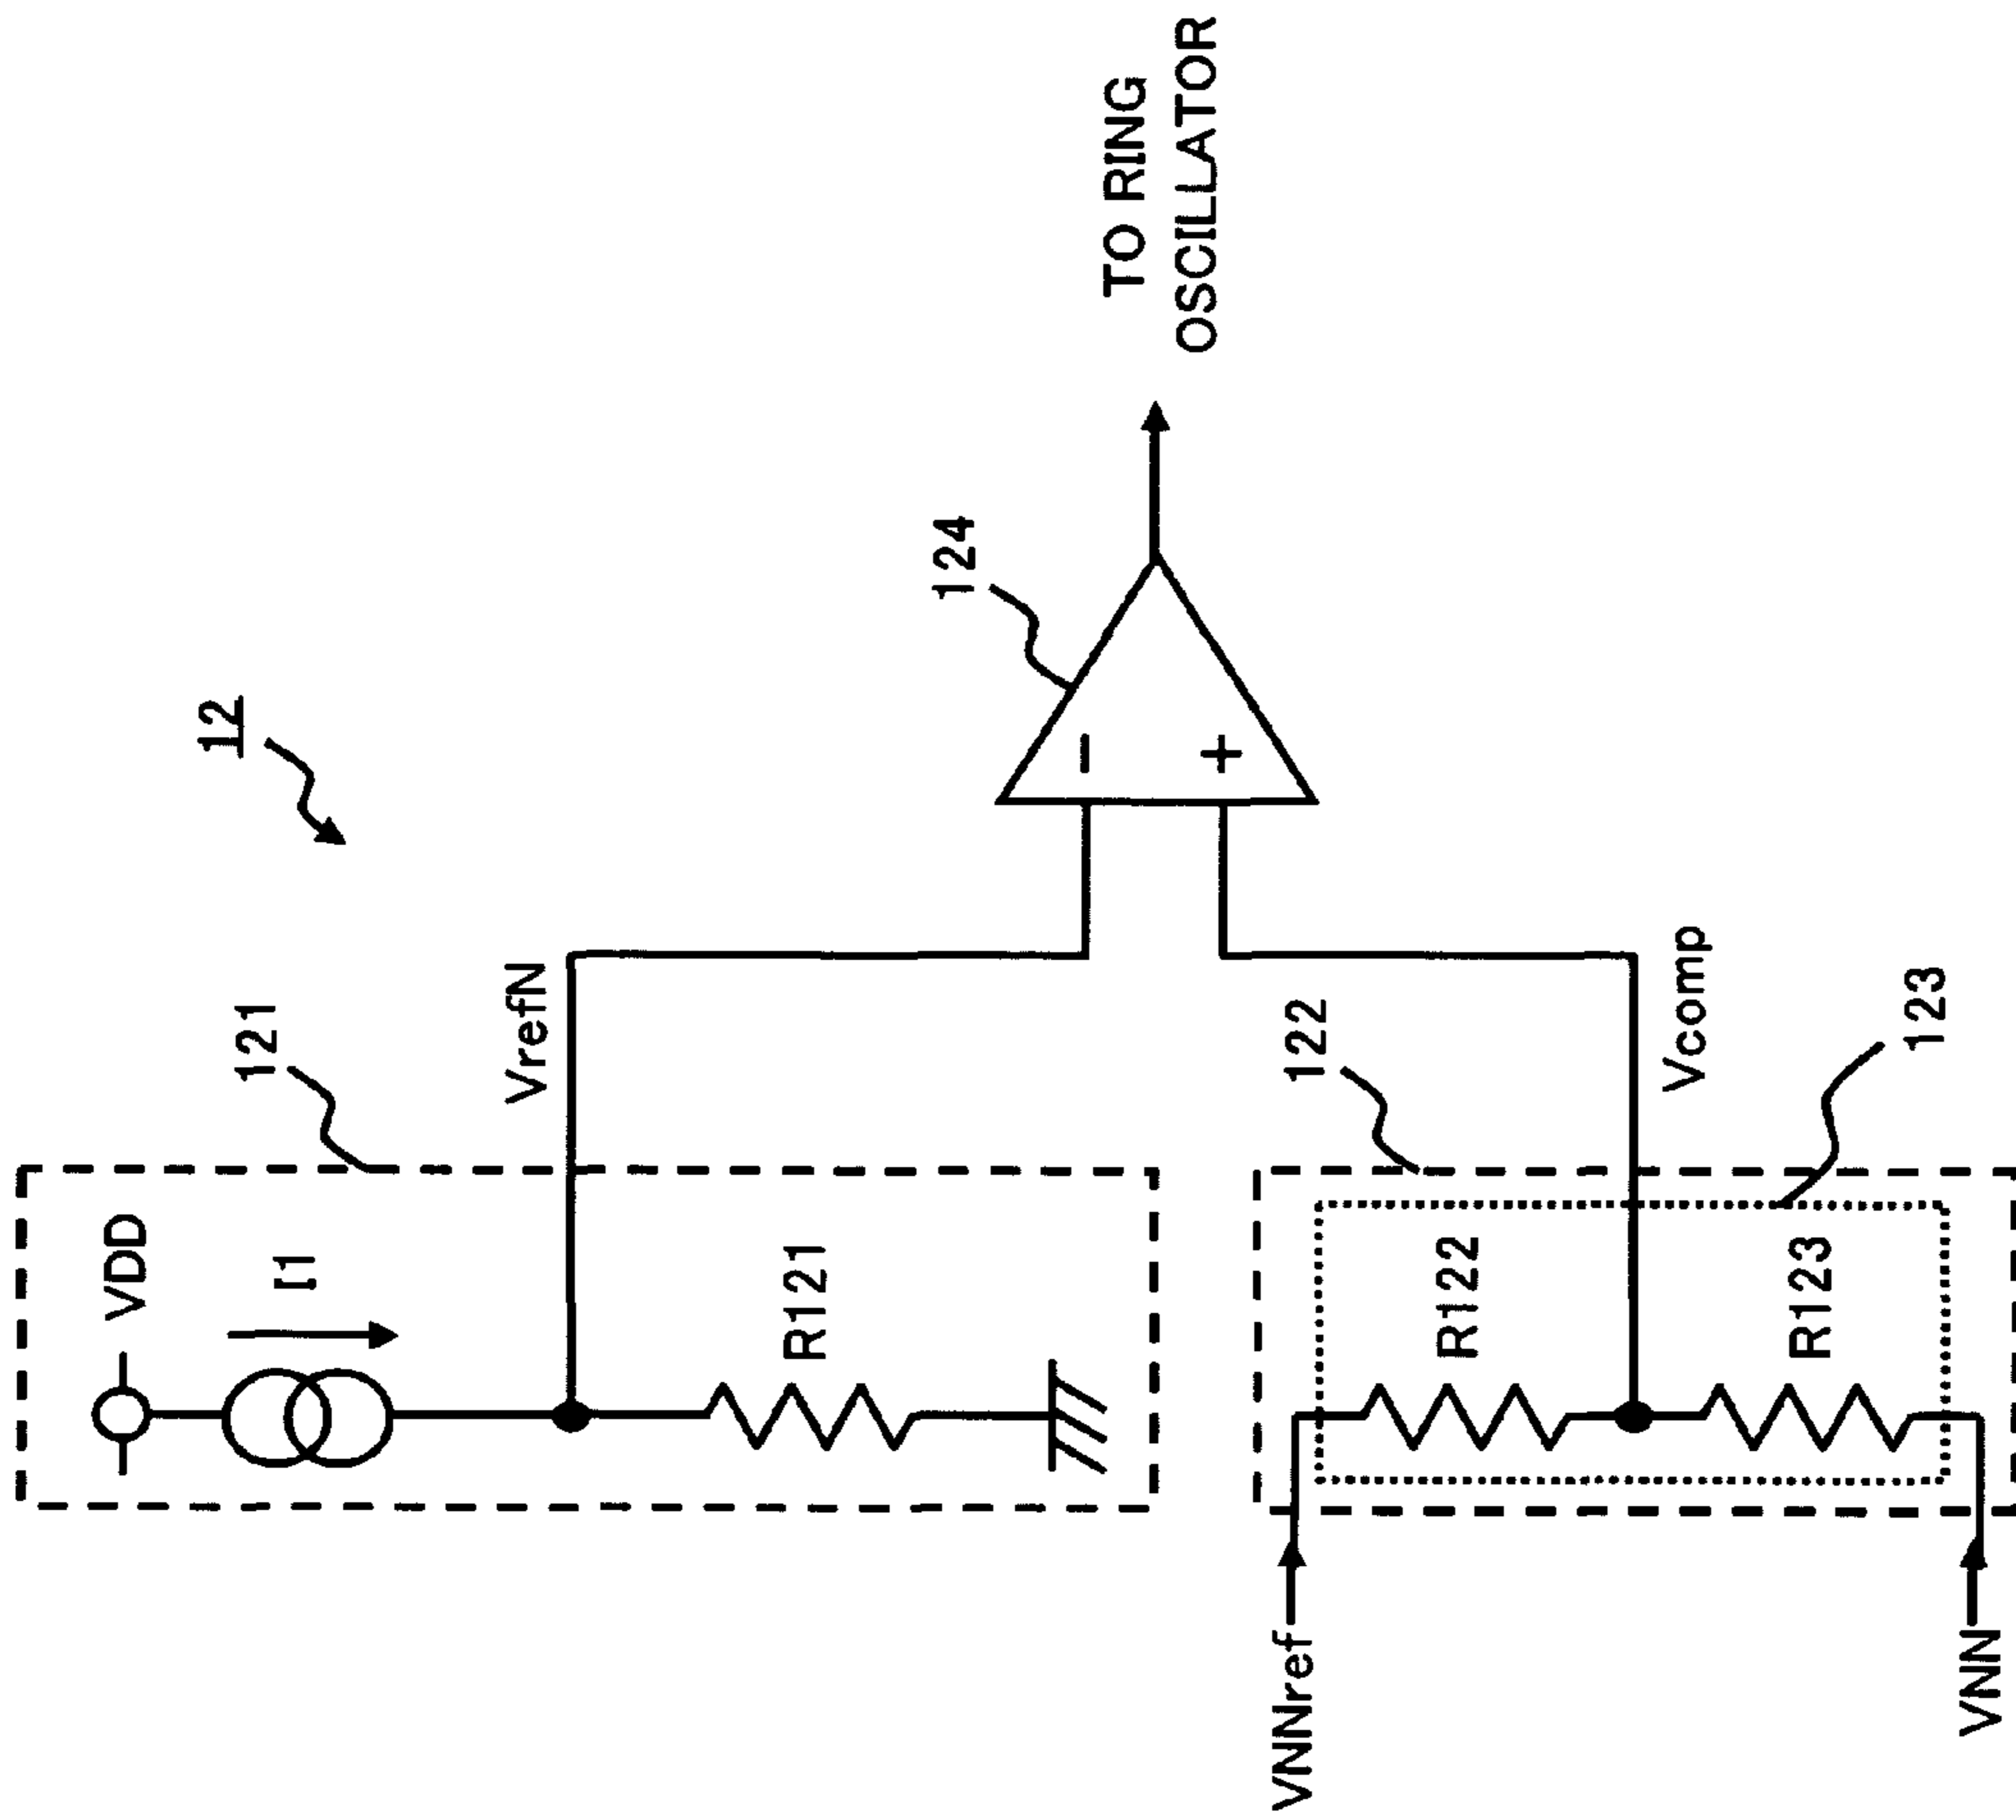 12
121
VDD
I1
VrefN
R121
124
-
+
TO RING
OSCILLATOR
122
VNNref
R122
Vcomp
R123
123
VNN